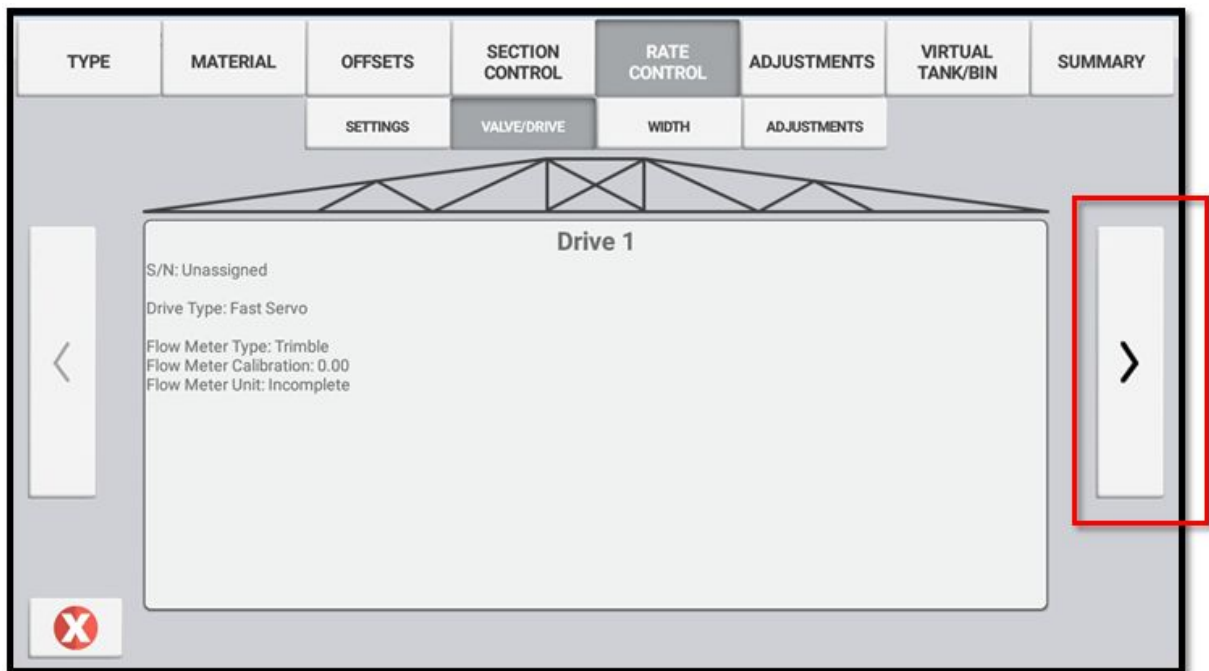 TYPE
MATERIAL
OFFSETS
SECTION
CONTROL
RATE
CONTROL
ADJUSTMENTS
VIRTUAL
TANK/BIN
SUMMARY
SETTINGS
VALVE/DRIVE
WIDTH
ADJUSTMENTS
Drive 1
S/N: Unassigned
Drive Type: Fast Servo
Flow Meter Type: Trimble
Flow Meter Calibration: 0.00
Flow Meter Unit: Incomplete